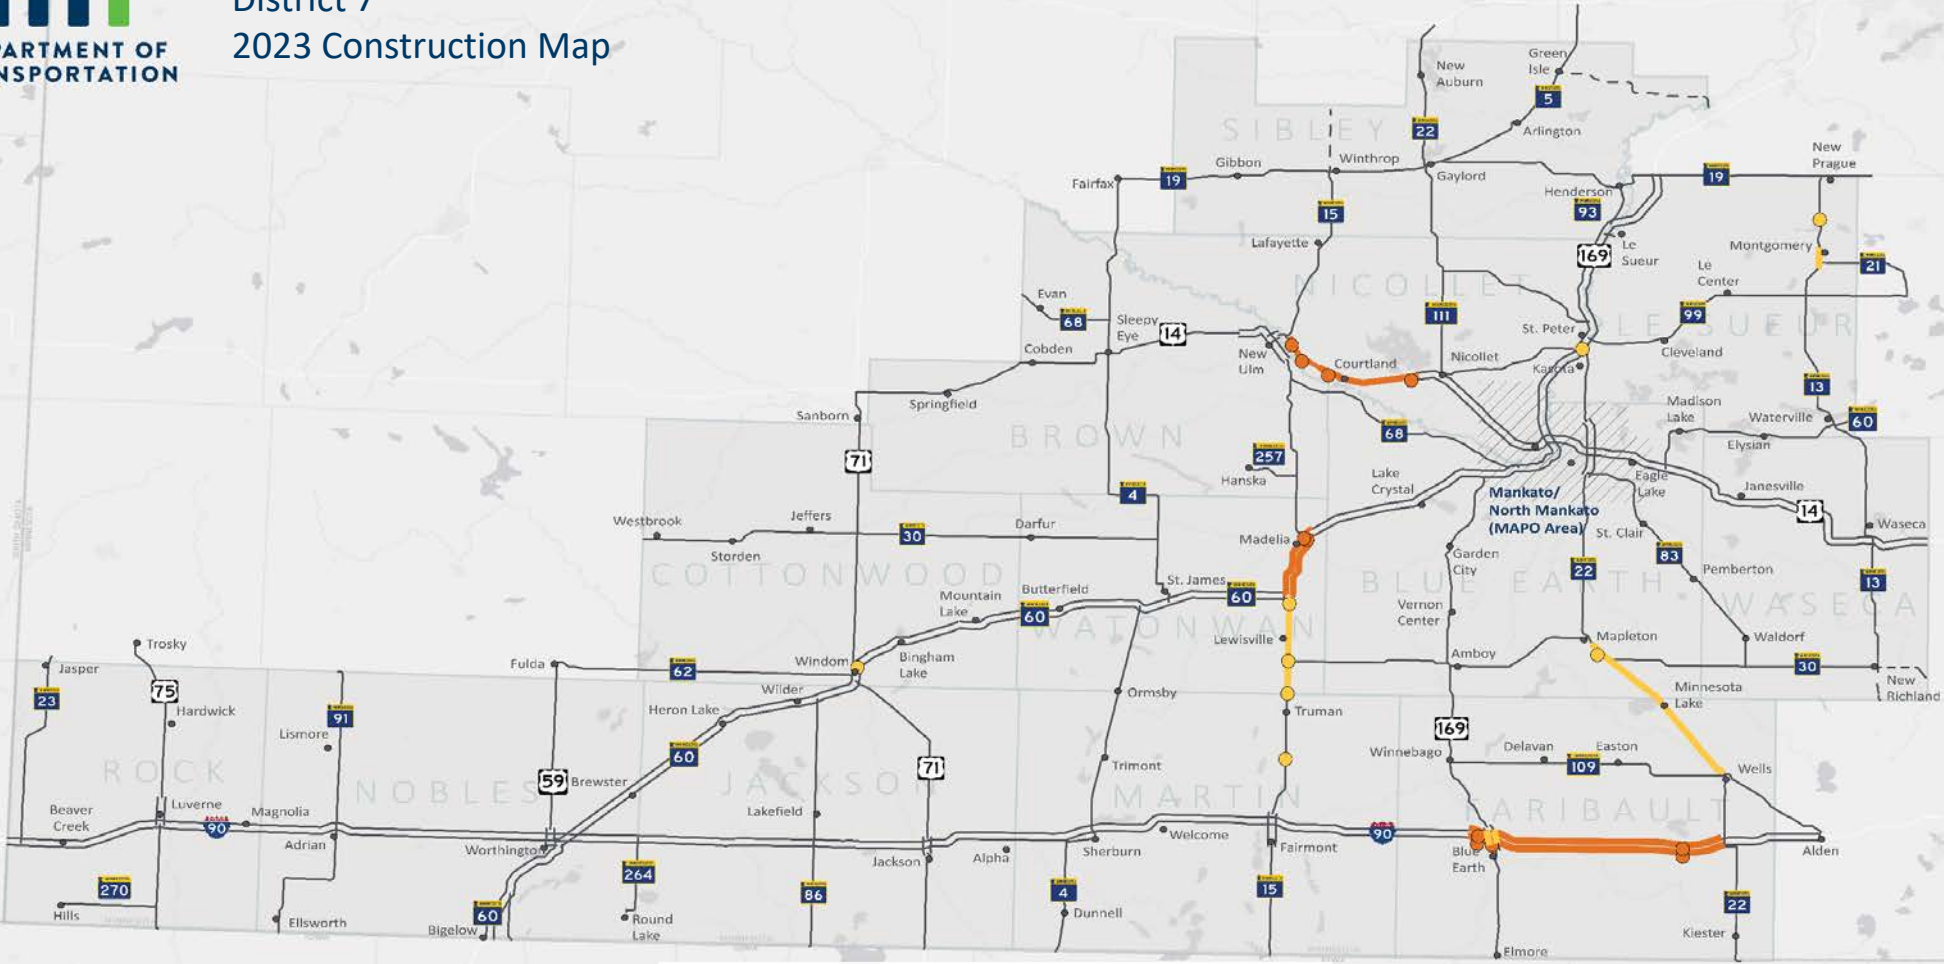 District 7
2023 Construction Map
PARTMENT OF
NSPORTATION
Green
Isle
New
Auburn
5
SIBLEY
22
Arlington
New
Prague
Gibbon
Winthrop
Fairfax
19
Gaylord
19
Henderson
93
15
Lafayette
169
Le
Sueur
Montgomery
21
Le
Center
NICOLLET
Evan
68
Sleepy
Eye
14
111
99
St. Peter
LE SUEUR
Cobden
New
Ulm
Courtland
Nicollet
Cleveland
Kasota
13
Springfield
Sanborn
Madison
Lake
Waterville
60
Elysian
BROWN
68
71
257
Hanska
Lake
Crystal
Eagle
Lake
Janesville
4
Mankato/
North Mankato
(MAPO Area)
14
Westbrook
Jeffers
30
Darfur
Storden
Madelia
St. Clair
83
Waseca
Garden
City
22
Pemberton
13
COTTONWOOD
Mountain
Lake
Butterfield
60
St. James
60
BLUE EARTH
WASECA
WATONWAN
Vernon
Center
Lewisville
Mapleton
Waldorf
Trosky
Jasper
Fulda
62
Windom
Bingham
Lake
Amboy
30
New
Richland
23
75
Hardwick
91
Lismore
Wilder
Heron Lake
Ormsby
Truman
Minnesota
Lake
169
Winnebago
Delavan
Easton
109
Wells
60
71
Trimont
59
Brewster
ROCK
NOBLES
JACKSON
MARTIN
FARIBAULT
Beaver
Creek
Luverne
90
Magnolia
Adrian
Lakefield
Worthington
Jackson
Alpha
Sherburn
Welcome
Fairmont
90
Blue
Earth
Alden
270
Hills
Ellsworth
60
Bigelow
264
Round
Lake
86
4
Dunnell
15
22
Kiester
Elmore